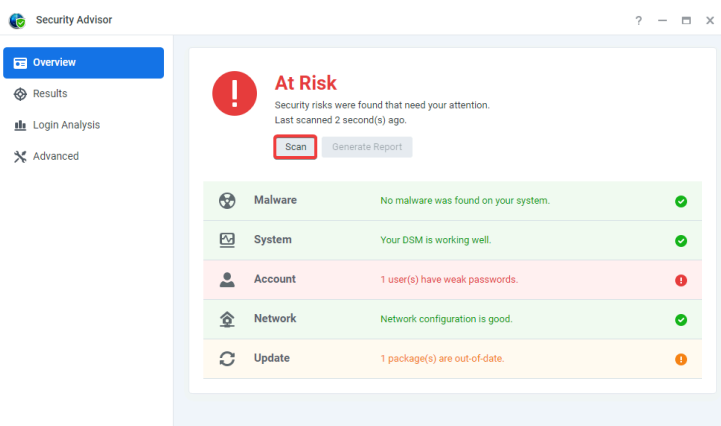 Security Advisor
Overview
Results
Login Analysis
Advanced
At Risk
Security risks were found that need your attention.
Last scanned 2 second(s) ago.
Scan Generate Report
Malware No malware was found on your system.
System Your DSM is working well.
Account 1 user(s) have weak passwords.
Network Network configuration is good.
Update 1 package(s) are out-of-date.